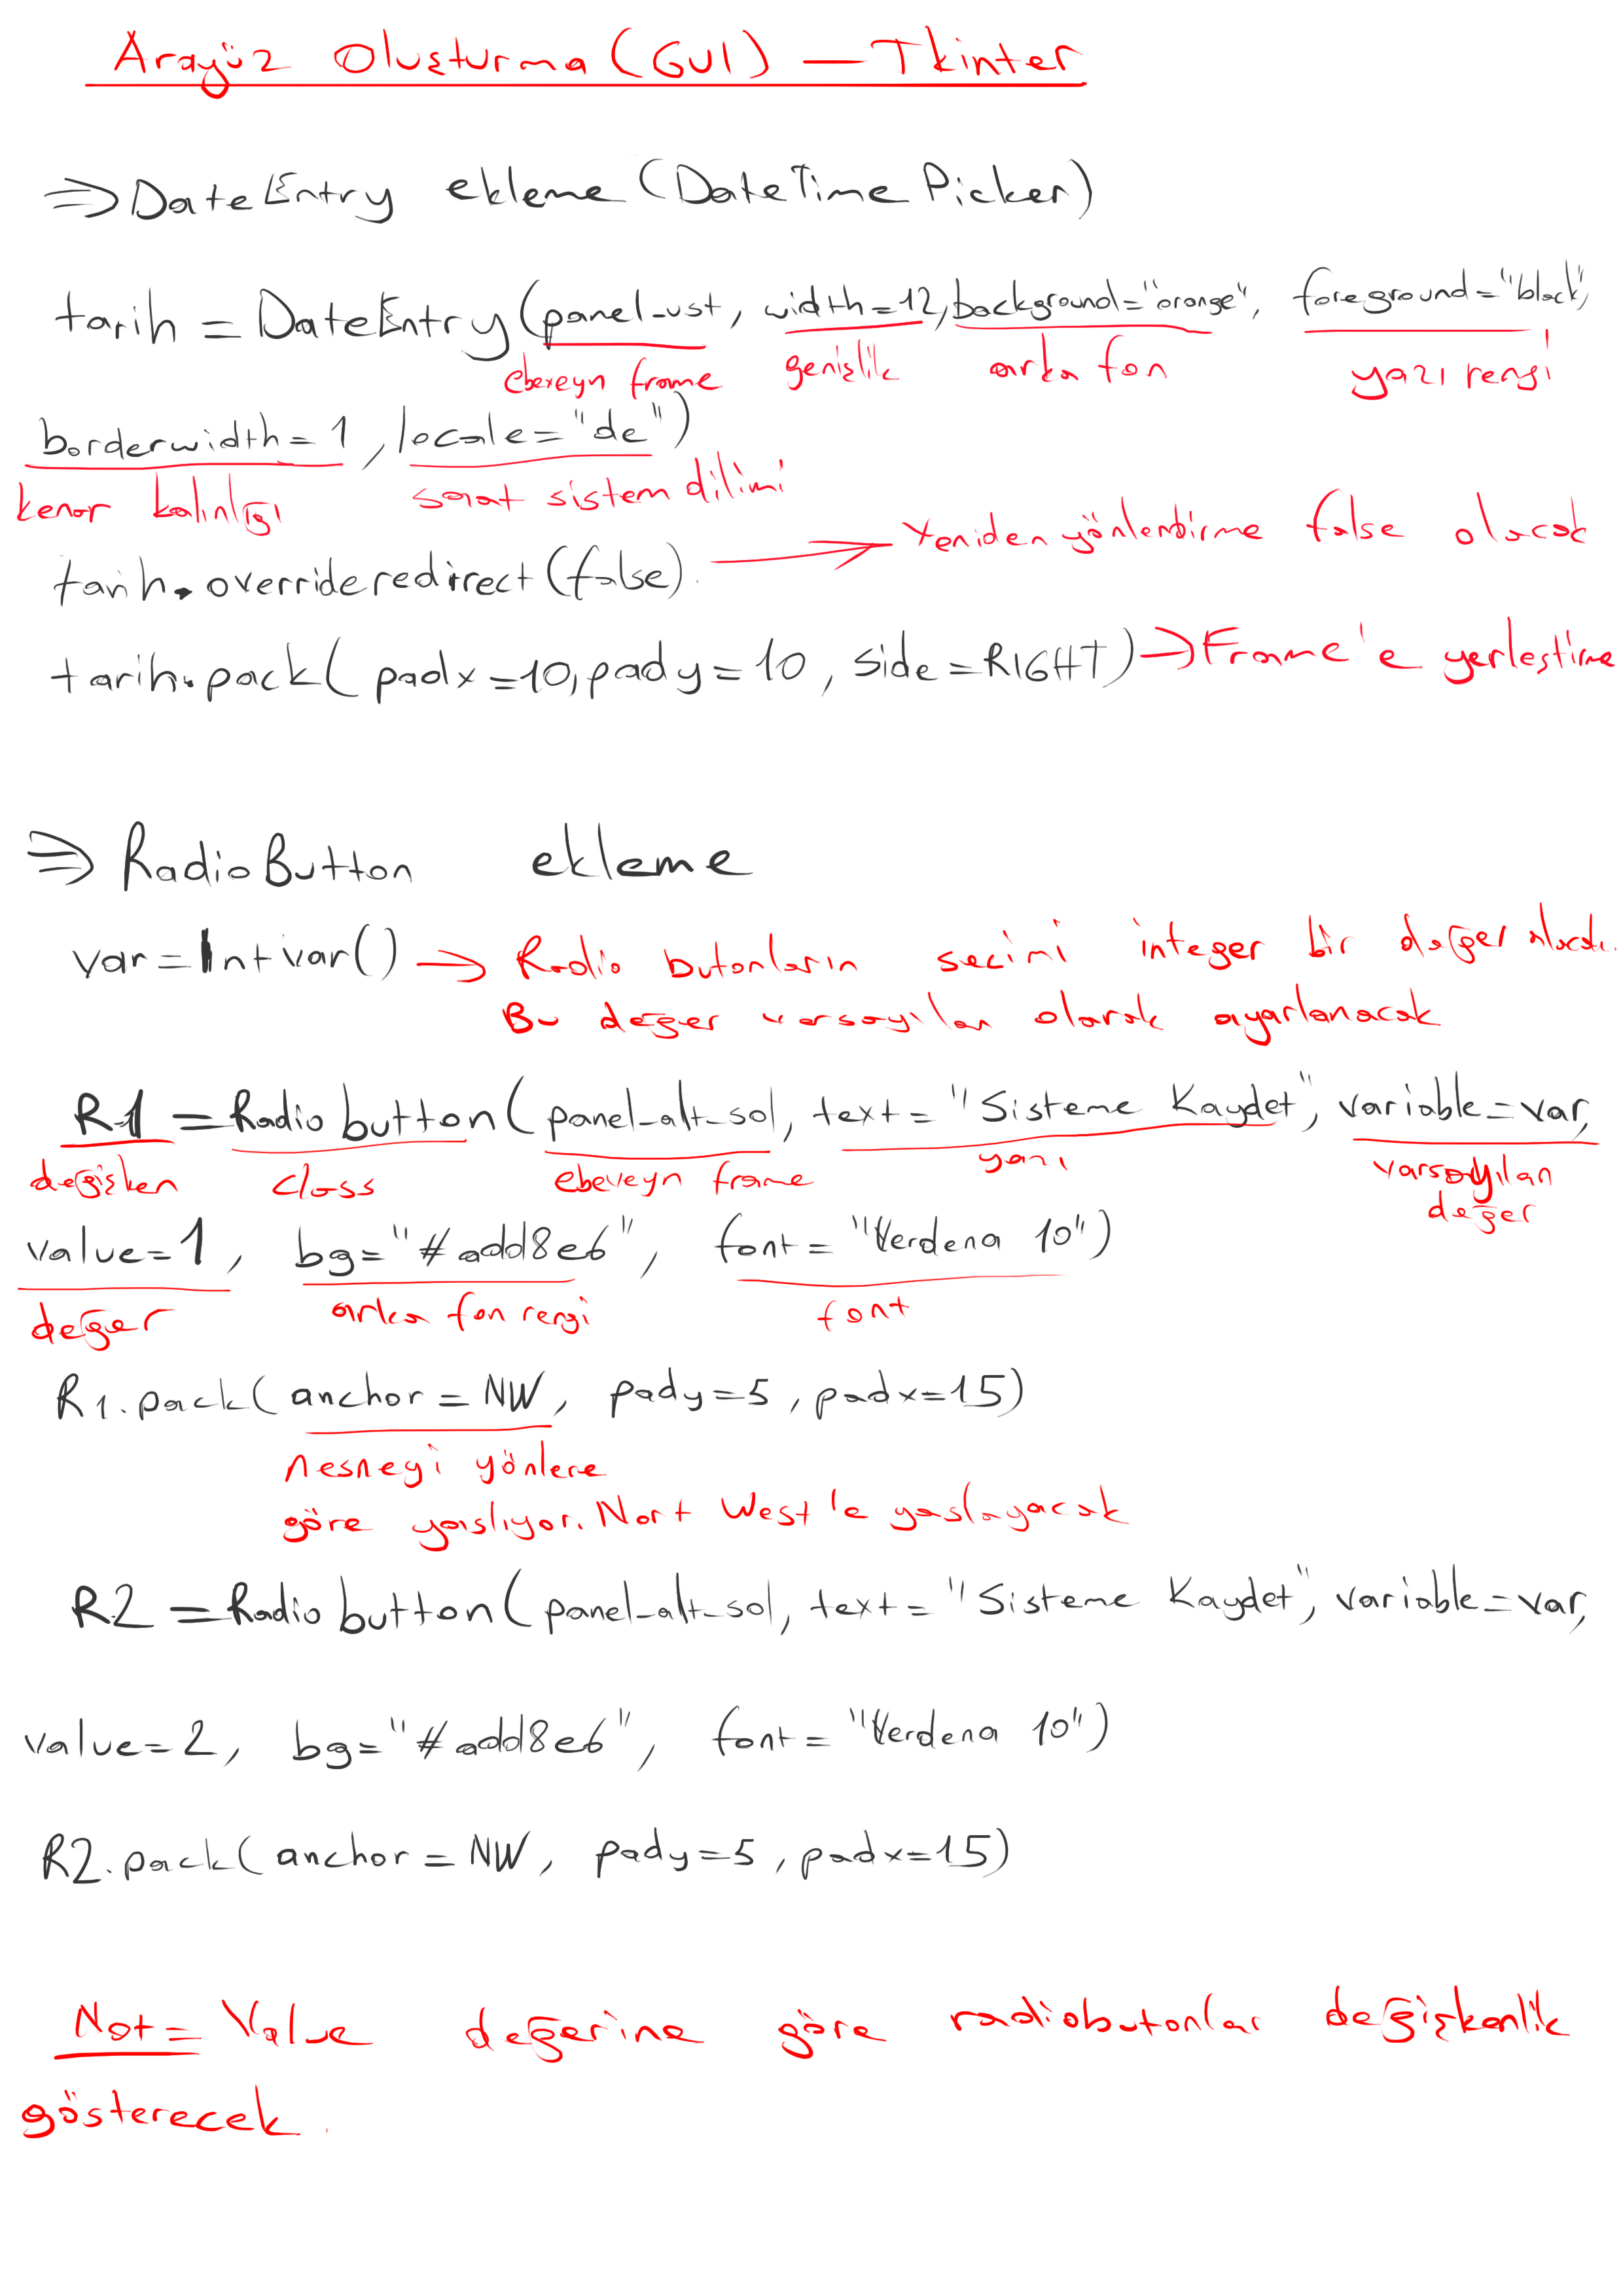 Arayüz Oluşturma (GUI) — Tkinter
⇒ DateEntry ekleme (DateTime Picker)
tarih = DateEntry(panel_ust, width=12, background="orange", foreground="black",
ebeveyn frame genişlik arka fon yazı rengi
borderwidth=1, locale="de")
kenar kalınlığı saat sistem dilimi
tarih.overrideredirect(false) → Yeniden yönlendirme false olacak
tarih.pack(padx=10, pady=10, side=RIGHT) → Frame'e yerleştirme
⇒ RadioButton ekleme
var = Intvar() → Radio butonların secimi integer bir değer alacak.
Bu değer varsayılan olarak ayarlanacak
R1 = Radiobutton(panel_alt_sol, text="Sisteme Kaydet", variable=var,
değişken class ebeveyn frame yazı varsayılan
değer
value=1, bg="#add8e6", font="Verdena 10")
değer arka fon rengi font
R1.pack(anchor=NW, pady=5, padx=15)
nesneyi yönlere
göre yaslıyor. Nort West'e yaslayacak
R2 = Radiobutton(panel_alt_sol, text="Sisteme Kaydet", variable=var,
value=2, bg="#add8e6", font="Verdena 10")
R2.pack(anchor=NW, pady=5, padx=15)
Not= Value değerine göre radiobutonlar değişkenlik
gösterecek.